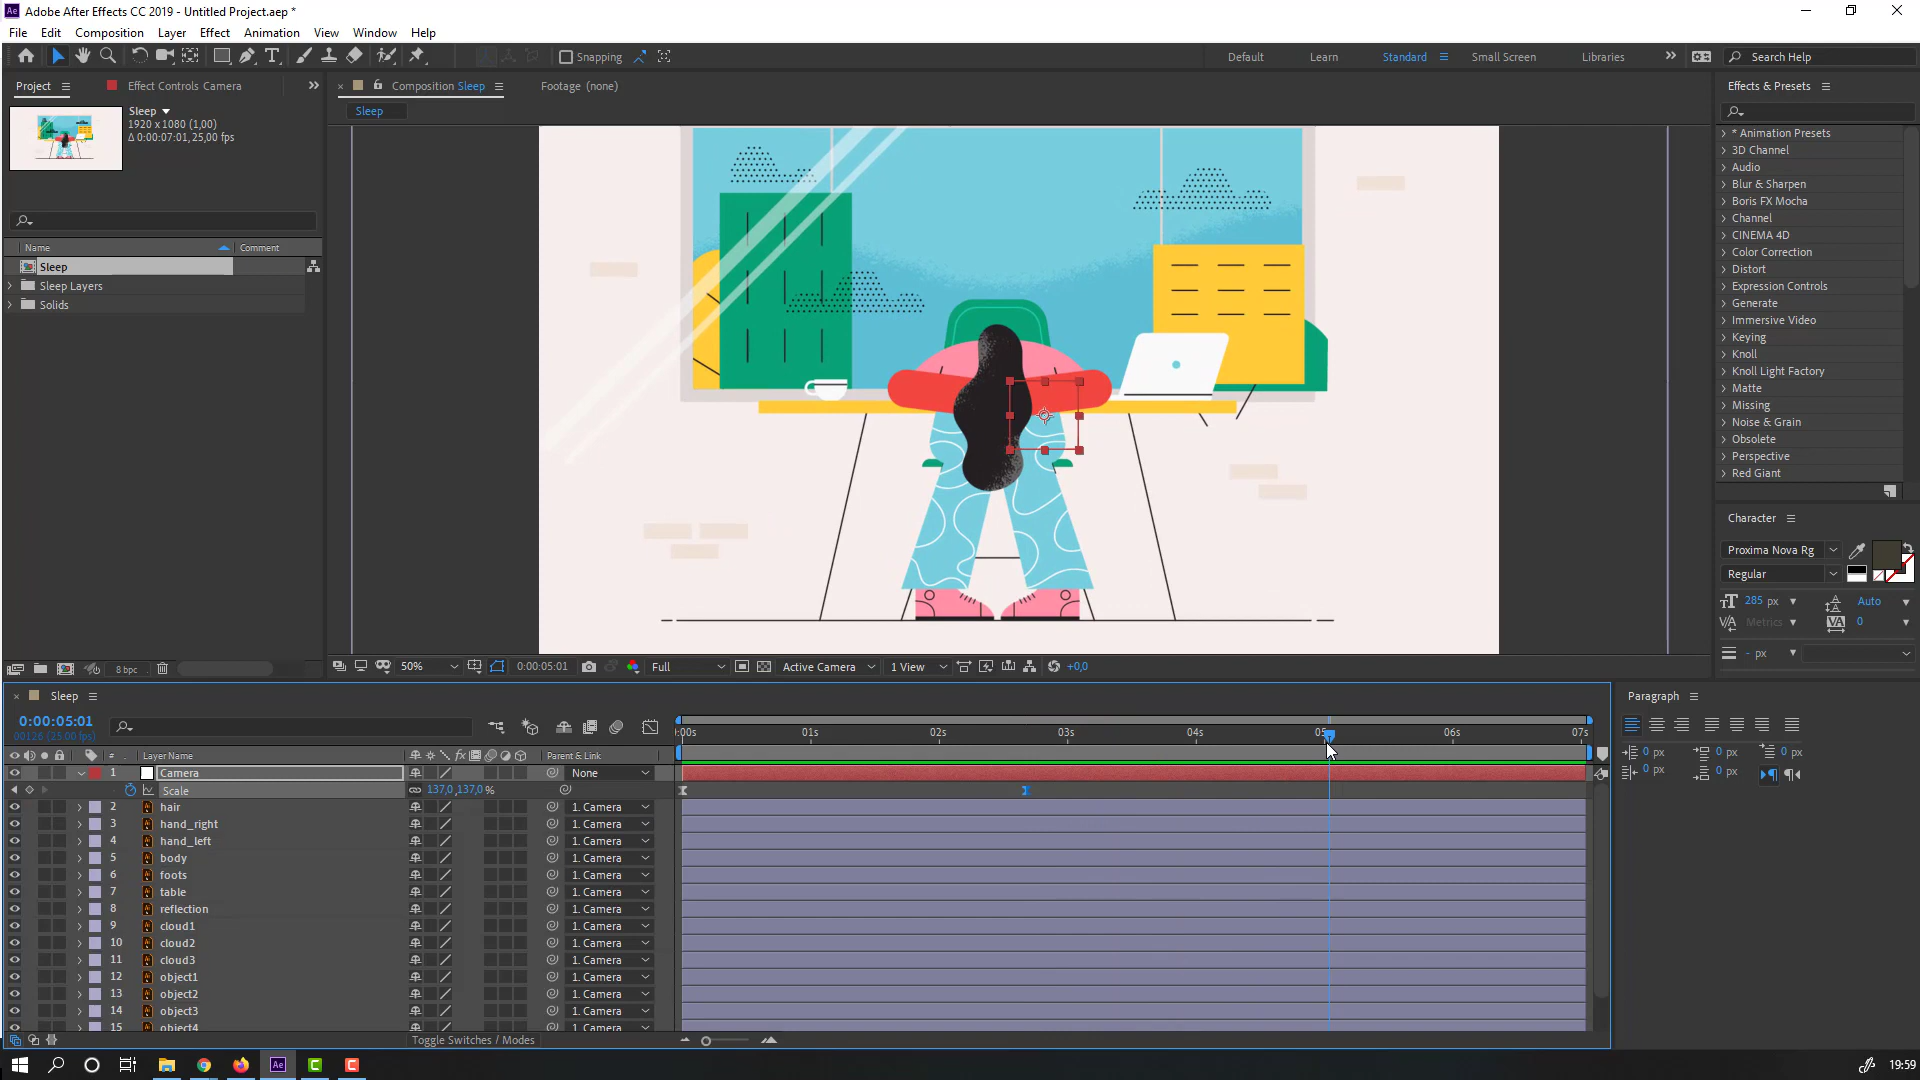 Adobe After Effects CC 2019 - Untitled Project.aep *
File Edit Composition Layer Effect Animation View Window Help
Snapping
Default Learn Standard Small Screen Libraries
Search Help
Project Effect Controls Camera
Composition Sleep Footage (none)
Effects & Presets
Sleep
1920 x 1080 (1,00)
Δ 0:00:07:01, 25,00 fps
Sleep
Name Comment
Sleep
Sleep Layers
Solids
* Animation Presets
3D Channel
Audio
Blur & Sharpen
Boris FX Mocha
Channel
CINEMA 4D
Color Correction
Distort
Expression Controls
Generate
Immersive Video
Keying
Knoll
Knoll Light Factory
Matte
Missing
Noise & Grain
Obsolete
Perspective
Red Giant
Character
Proxima Nova Rg
Regular
285 px Auto
Metrics 0
- px
8 bpc
50% 0:00:05:01 Full Active Camera 1 View +0,0
Sleep
0:00:05:01
00126 (25.00 fps)
# Layer Name Parent & Link
:00s 01s 02s 03s 04s 05s 06s 07s
1 Camera None
Scale 137,0 ,137,0 %
2 hair 1. Camera
3 hand_right 1. Camera
4 hand_left 1. Camera
5 body 1. Camera
6 foots 1. Camera
7 table 1. Camera
8 reflection 1. Camera
9 cloud1 1. Camera
10 cloud2 1. Camera
11 cloud3 1. Camera
12 object1 1. Camera
13 object2 1. Camera
14 object3 1. Camera
15 object4 1. Camera
Toggle Switches / Modes
Paragraph
0 px 0 px 0 px
0 px 0 px
19:59